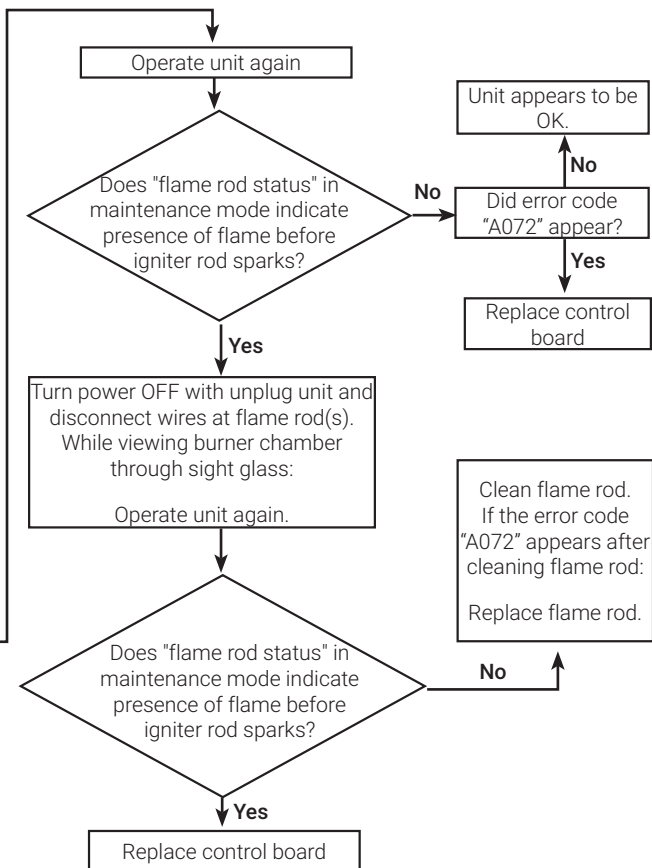 Operate unit again
Does "flame rod status" in
maintenance mode indicate
presence of flame before
igniter rod sparks?
No
Did error code
“A072” appear?
No
Unit appears to be
OK.
Yes
Replace control
board
Yes
Turn power OFF with unplug unit and
disconnect wires at flame rod(s).
While viewing burner chamber
through sight glass:
Operate unit again.
Does "flame rod status" in
maintenance mode indicate
presence of flame before
igniter rod sparks?
No
Clean flame rod.
If the error code
“A072” appears after
cleaning flame rod:
Replace flame rod.
Yes
Replace control board